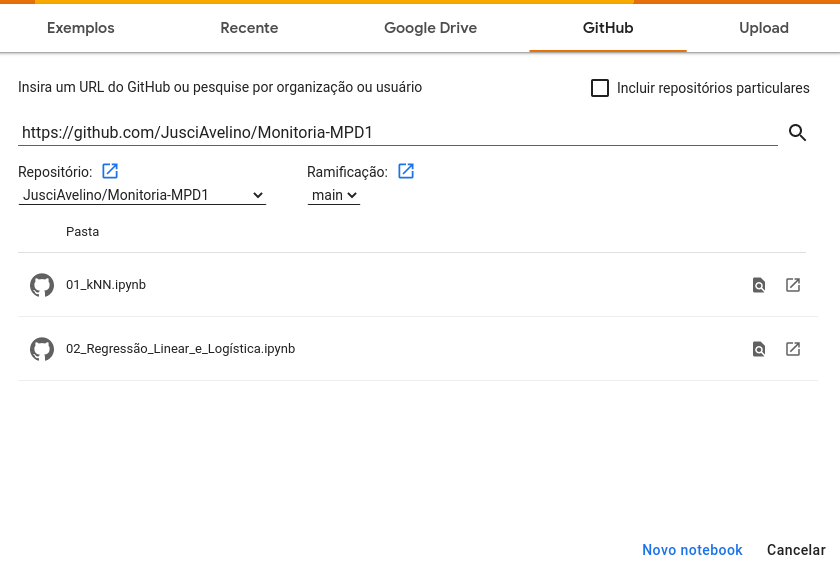 Exemplos Recente Google Drive GitHub Upload
Insira um URL do GitHub ou pesquise por organização ou usuário Incluir repositórios particulares
https://github.com/JusciAvelino/Monitoria-MPD1
Repositório: Ramificação:
JusciAvelino/Monitoria-MPD1 main
Pasta
01_kNN.ipynb
02_Regressão_Linear_e_Logística.ipynb
Novo notebook Cancelar